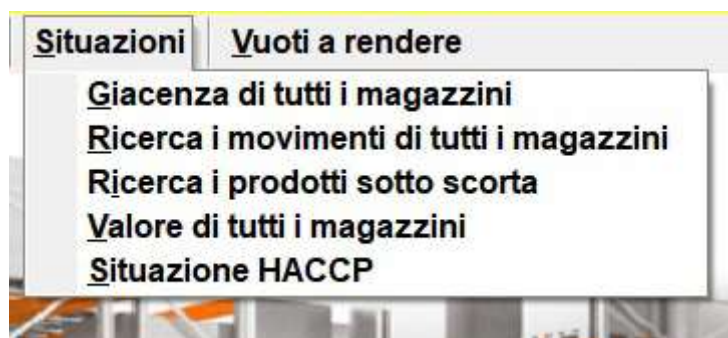 Situazioni Vuoti a rendere
Giacenza di tutti i magazzini
Ricerca i movimenti di tutti i magazzini
Ricerca i prodotti sotto scorta
Valore di tutti i magazzini
Situazione HACCP